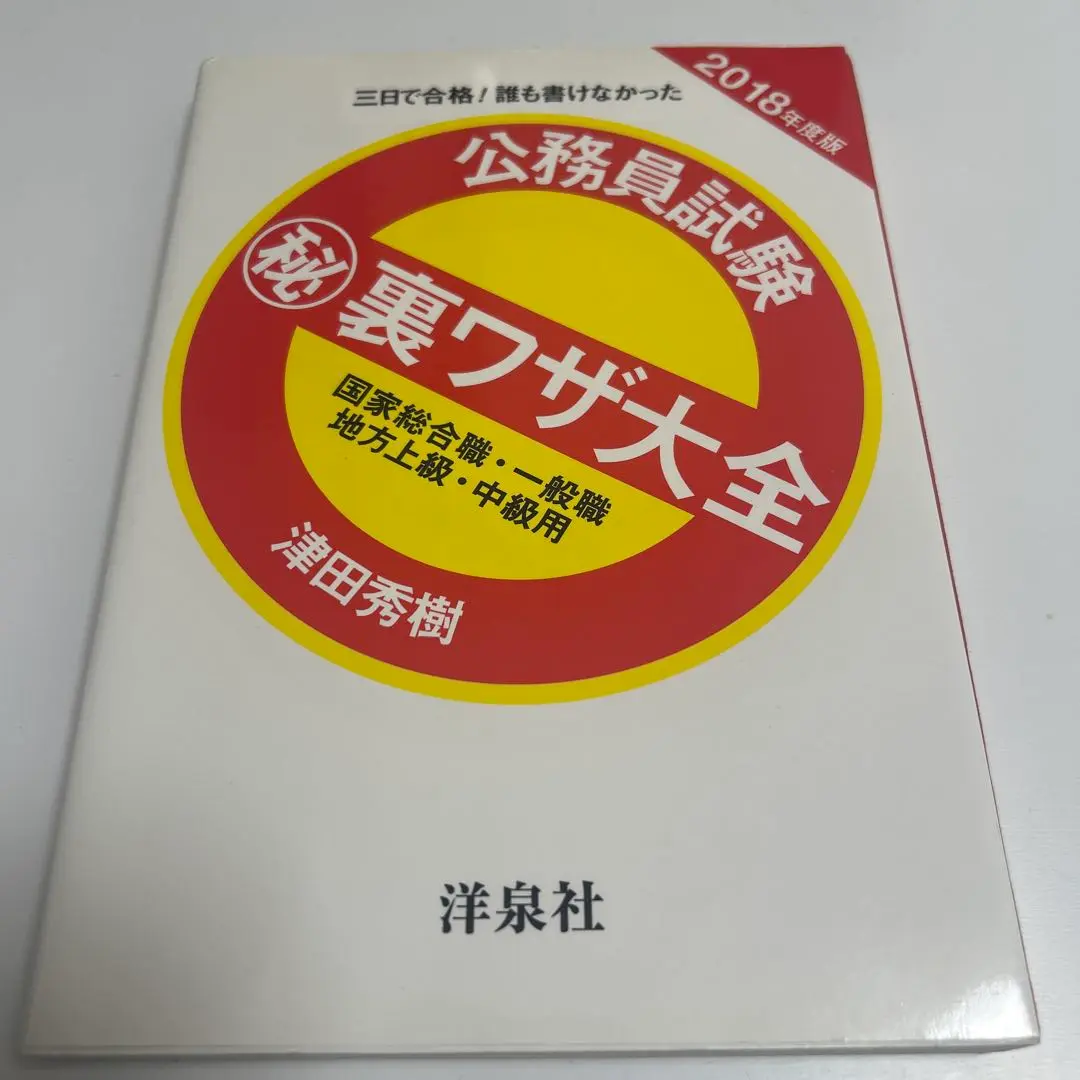 三日で合格！誰も書けなかった
2018年度版
公務員試験
㊙裏ワザ大全
国家総合職・一般職
地方上級・中級用
津田秀樹
洋泉社